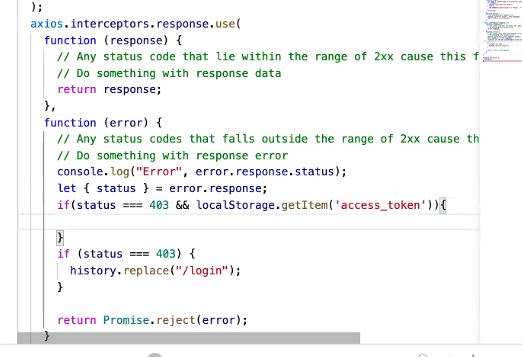 );
axios.interceptors.response.use(
function (response) {
// Any status code that lie within the range of 2xx cause this f
// Do something with response data
return response;
},
function (error) {
// Any status codes that falls outside the range of 2xx cause th
// Do something with response error
console.log("Error", error.response.status);
let { status } = error.response;
if(status === 403 && localStorage.getItem('access_token')){
}
if (status === 403) {
history.replace("/login");
}
return Promise.reject(error);
}